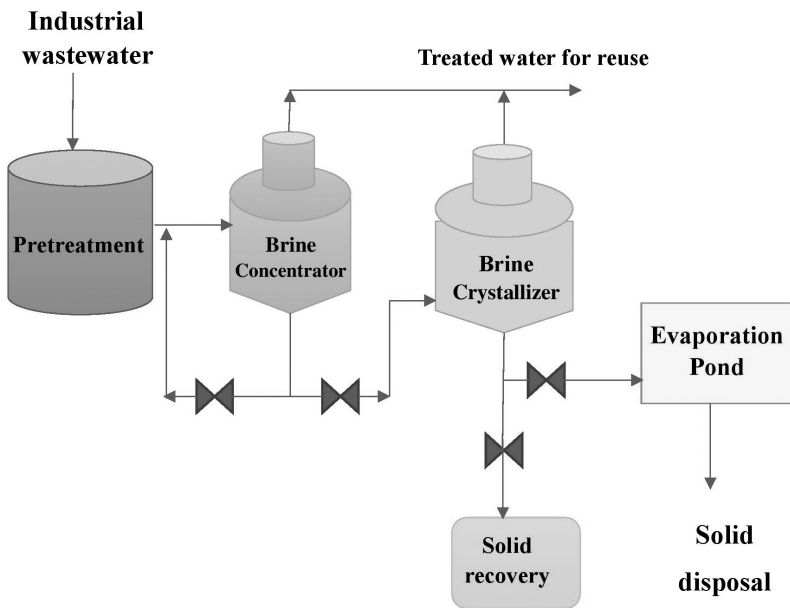 Industrial
wastewater
Treated water for reuse
Pretreatment
Brine
Concentrator
Brine
Crystallizer
Evaporation
Pond
Solid
recovery
Solid
disposal